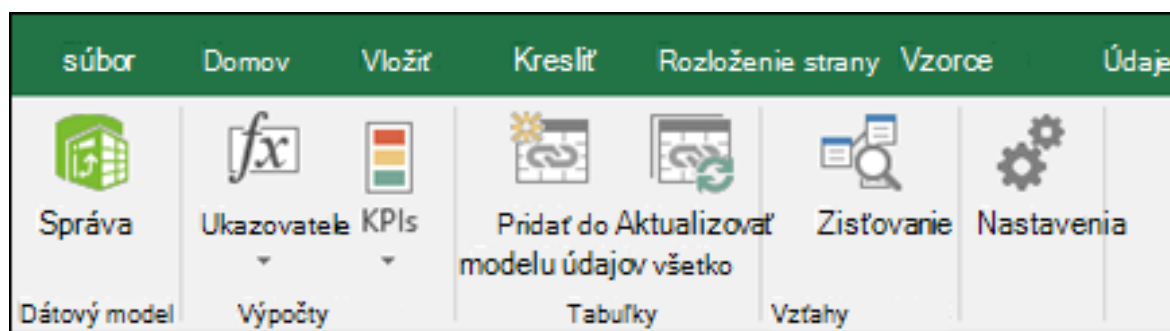 súbor Domov Vložiť Kresliť Rozloženie strany Vzorce Údaje
Správa Ukazovatele KPIs Pridať do Aktualizovať Zisťovanie Nastavenia
modelu údajov všetko
Dátový model Výpočty Tabuľky Vzťahy